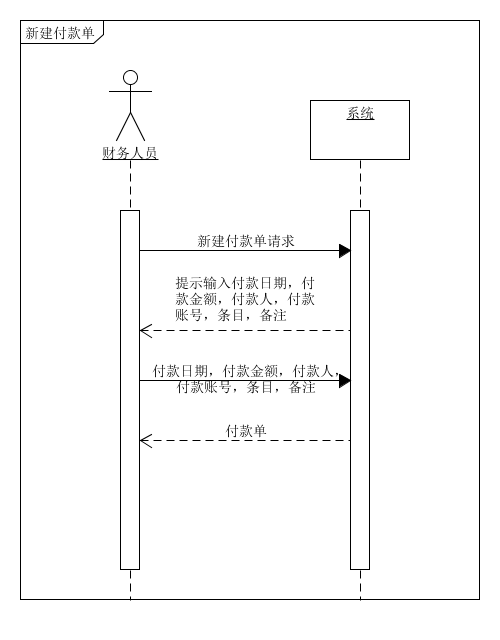 新建付款单
系统
财务人员
新建付款单请求
提示输入付款日期，付
款金额，付款人，付款
账号，条目，备注
付款日期，付款金额，付款人，
付款账号，条目，备注
付款单